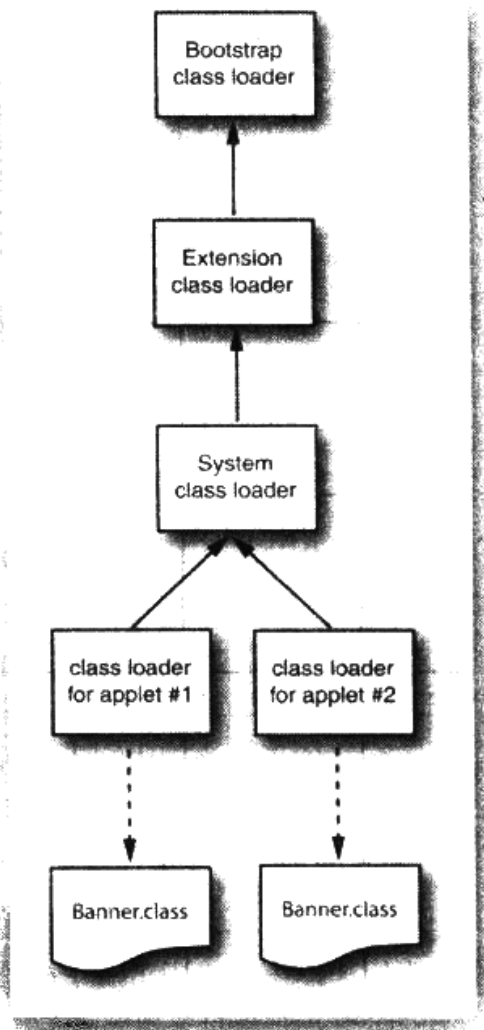 Bootstrap
class loader
Extension
class loader
System
class loader
class loader
for applet #1
class loader
for applet #2
Banner.class
Banner.class